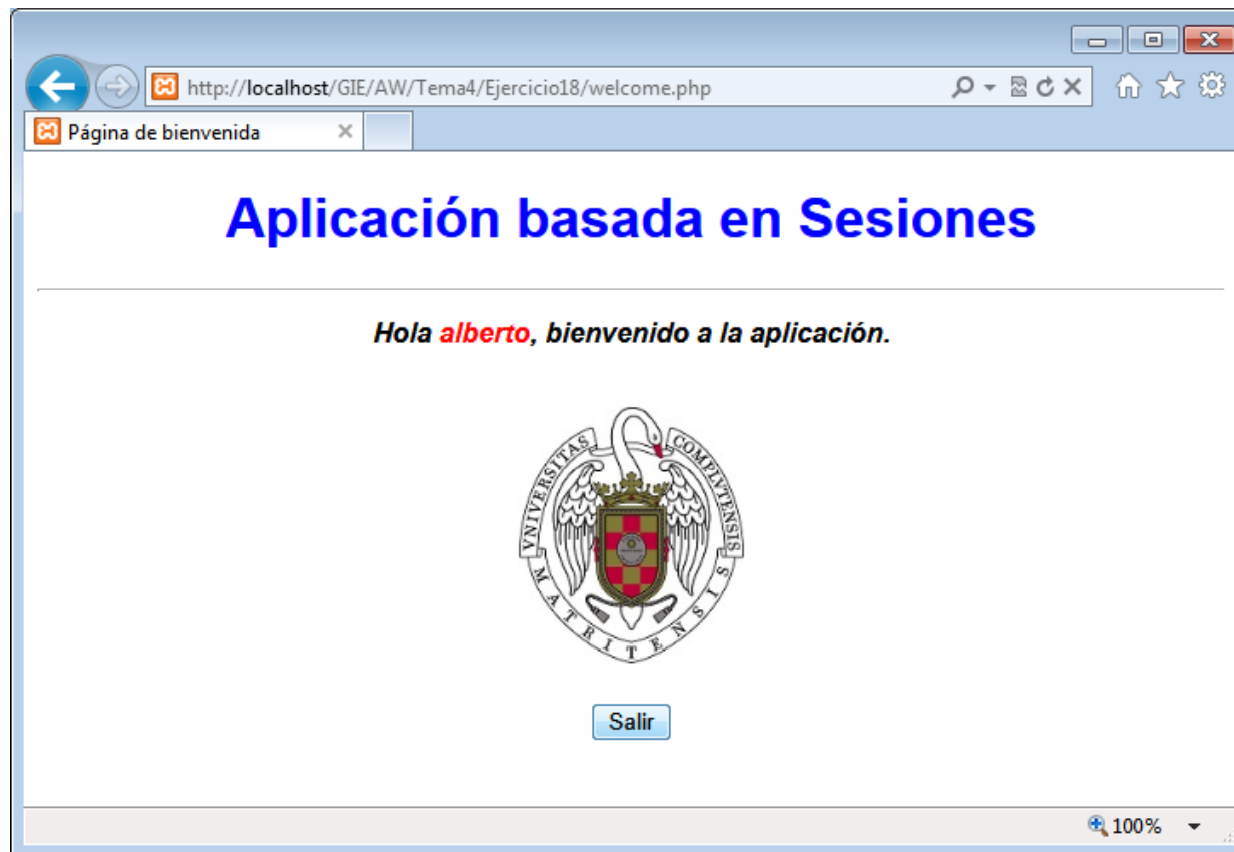 http://localhost/GIE/AW/Tema4/Ejercicio18/welcome.php
Página de bienvenida
Aplicación basada en Sesiones
Hola alberto, bienvenido a la aplicación.
VNIVERSITAS COMPLVTENSIS
MATRITENSIS
Salir
100%